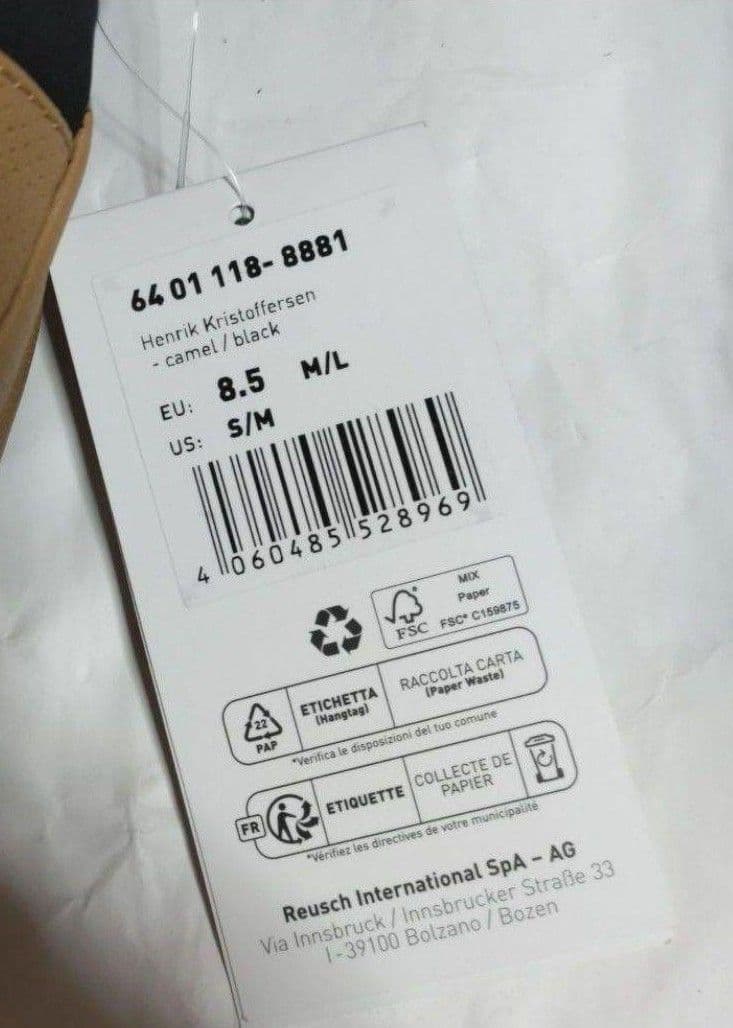 64 01 118- 8881
Henrik Kristoffersen
- camel / black
EU: 8.5 M/L
US: S/M
4 060485 528969
MIX
Paper
FSC FSC® C159875
22
PAP
ETICHETTA
(Hangtag)
RACCOLTA CARTA
(Paper Waste)
*Verifica le disposizioni del tuo comune
FR
ETIQUETTE
COLLECTE DE
PAPIER
*Vérifiez les directives de votre municipalité
Reusch International SpA – AG
Via Innsbruck / Innsbrucker Straße 33
I-39100 Bolzano / Bozen